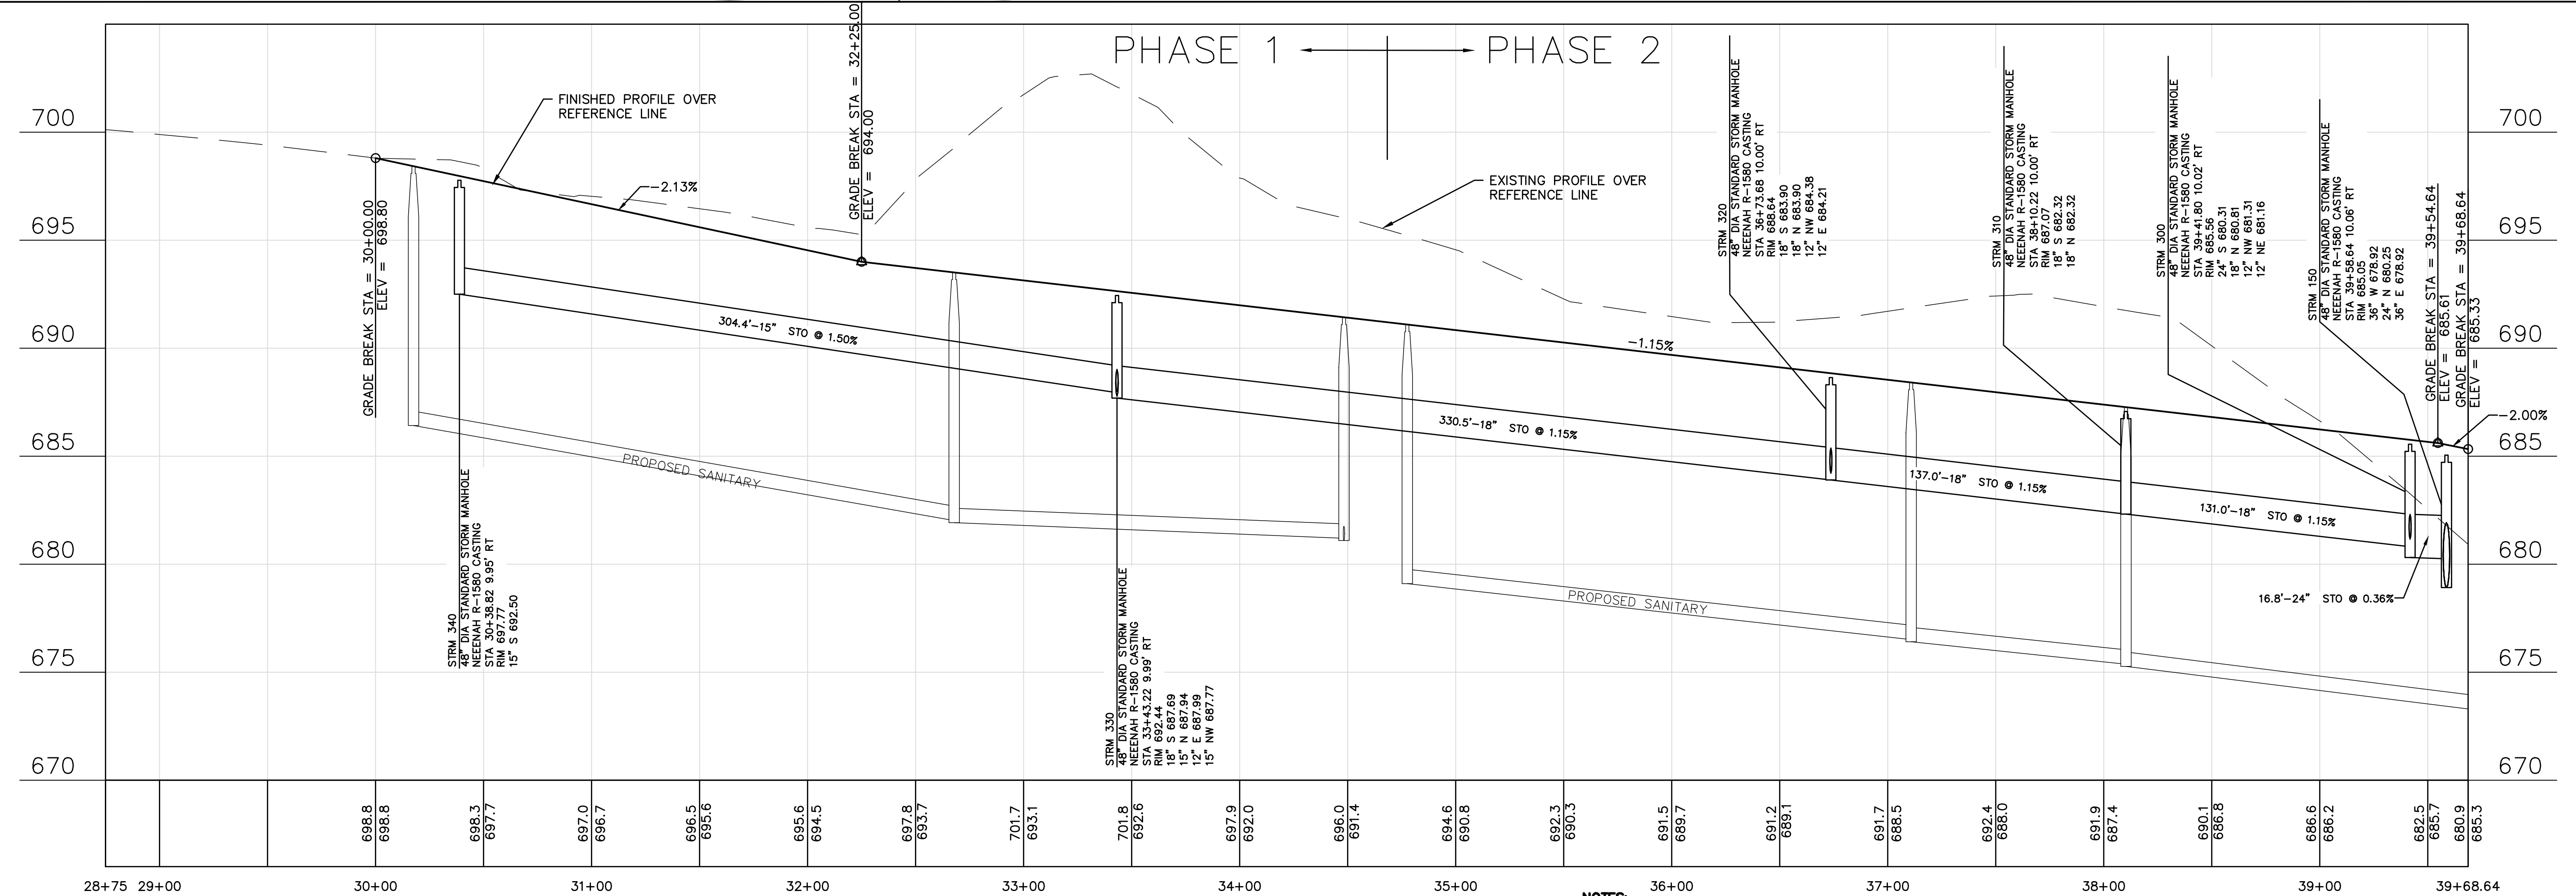 PHASE 1
PHASE 2
FINISHED PROFILE OVER
REFERENCE LINE
EXISTING PROFILE OVER
REFERENCE LINE
700
695
690
685
680
675
670
700
695
690
685
680
675
670
GRADE BREAK STA = 30+00.00
ELEV = 698.80
-2.13%
GRADE BREAK STA = 32+25.00
ELEV = 694.00
-1.15%
GRADE BREAK STA = 39+54.64
ELEV = 685.61
GRADE BREAK STA = 39+68.64
ELEV = 685.33
-2.00%
304.4'-15" STO @ 1.50%
330.5'-18" STO @ 1.15%
137.0'-18" STO @ 1.15%
131.0'-18" STO @ 1.15%
16.8'-24" STO @ 0.36%
PROPOSED SANITARY
PROPOSED SANITARY
STRM 340
48" DIA STANDARD STORM MANHOLE
NEEENAH R-1580 CASTING
STA 30+38.82 9.95' RT
RIM 697.77
15" S 692.50
STRM 330
48" DIA STANDARD STORM MANHOLE
NEEENAH R-1580 CASTING
STA 33+43.22 9.99' RT
RIM 692.44
18" S 687.69
15" N 687.94
12" E 687.99
15" NW 687.77
STRM 320
48" DIA STANDARD STORM MANHOLE
NEEENAH R-1580 CASTING
STA 36+73.68 10.00' RT
RIM 688.64
18" S 683.90
18" N 683.90
12" NW 684.38
12" E 684.21
STRM 310
48" DIA STANDARD STORM MANHOLE
NEEENAH R-1580 CASTING
STA 38+10.22 10.00' RT
RIM 687.07
18" S 682.32
18" N 682.32
STRM 300
48" DIA STANDARD STORM MANHOLE
NEEENAH R-1580 CASTING
STA 39+41.80 10.02' RT
RIM 685.56
24" S 680.31
18" N 680.81
12" NW 681.31
12" NE 681.16
STRM 150
48" DIA STANDARD STORM MANHOLE
NEEENAH R-1580 CASTING
STA 39+58.64 10.06' RT
RIM 685.05
36" W 678.92
24" N 680.25
36" E 678.92
698.8
698.8
698.3
697.7
697.0
696.7
696.5
695.6
695.6
694.5
697.8
693.7
701.7
693.1
701.8
692.6
697.9
692.0
696.0
691.4
694.6
690.8
692.3
690.3
691.5
689.7
691.2
689.1
691.7
688.5
692.4
688.0
691.9
687.4
690.1
686.8
686.6
686.2
682.5
685.7
680.9
685.3
28+75 29+00 30+00 31+00 32+00 33+00 34+00 35+00 36+00 37+00 38+00 39+00 39+68.64
NOTES: